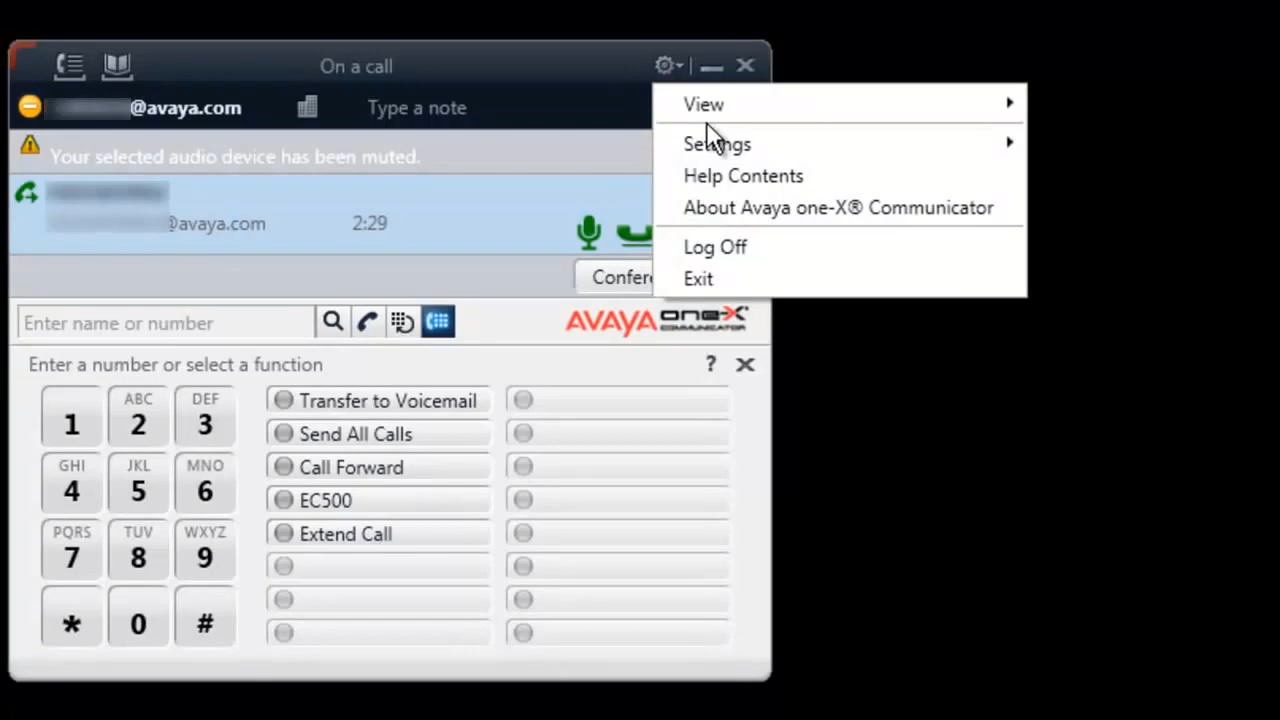 On a call
@avaya.com
Type a note
View
Your selected audio device has been muted.
Settings
Help Contents
About Avaya one-X® Communicator
@avaya.com
2:29
Log Off
Exit
Enter name or number
AVAYA one-X
COMMUNICATOR
Enter a number or select a function
?
1
ABC
2
DEF
3
GHI
4
JKL
5
MNO
6
PQRS
7
TUV
8
WXYZ
9
*
0
#
Transfer to Voicemail
Send All Calls
Call Forward
EC500
Extend Call